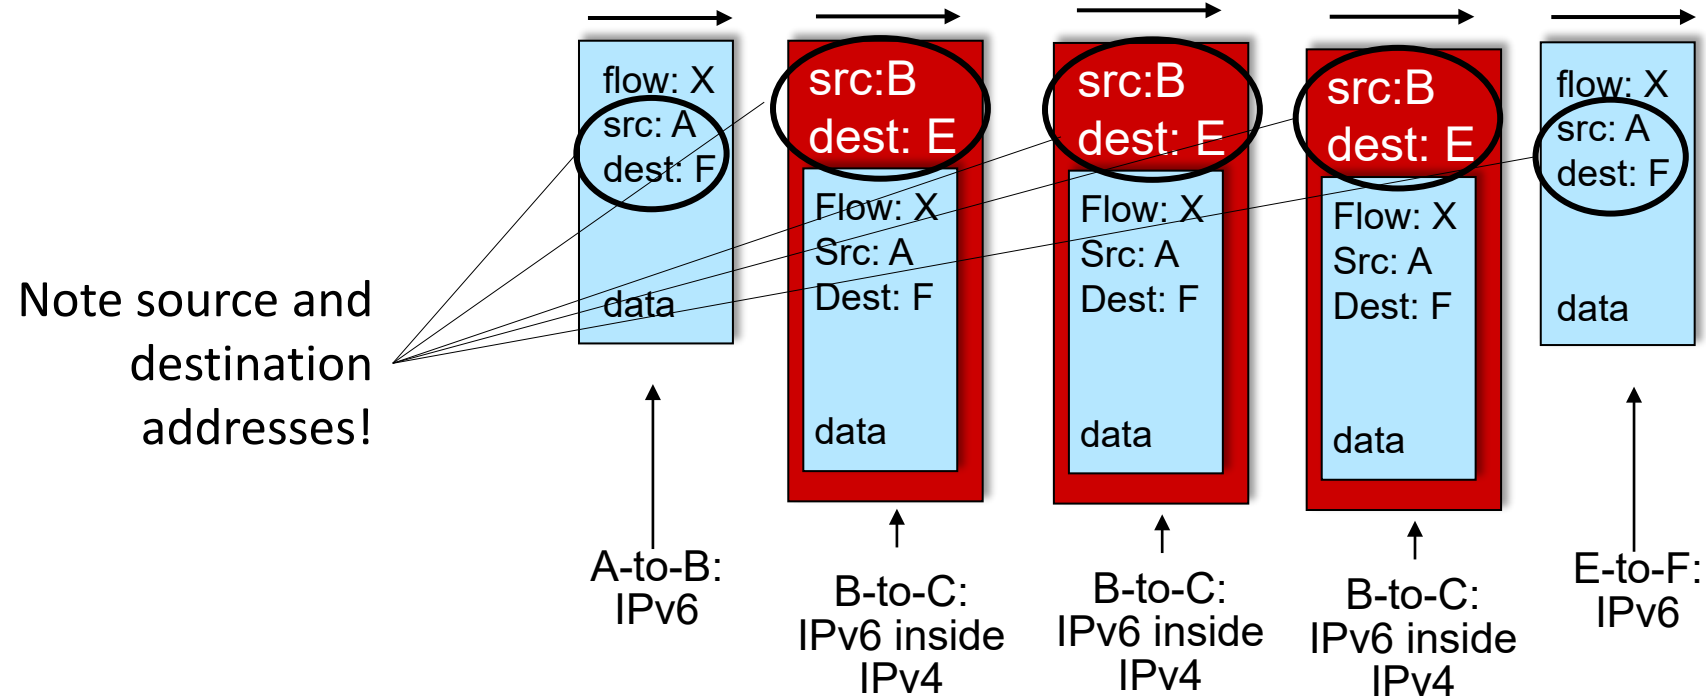 Note source and
destination
addresses!
flow: X
src: A
dest: F
data
A-to-B:
IPv6
src:B
dest: E
Flow: X
Src: A
Dest: F
data
B-to-C:
IPv6 inside
IPv4
src:B
dest: E
Flow: X
Src: A
Dest: F
data
B-to-C:
IPv6 inside
IPv4
src:B
dest: E
Flow: X
Src: A
Dest: F
data
B-to-C:
IPv6 inside
IPv4
flow: X
src: A
dest: F
data
E-to-F:
IPv6